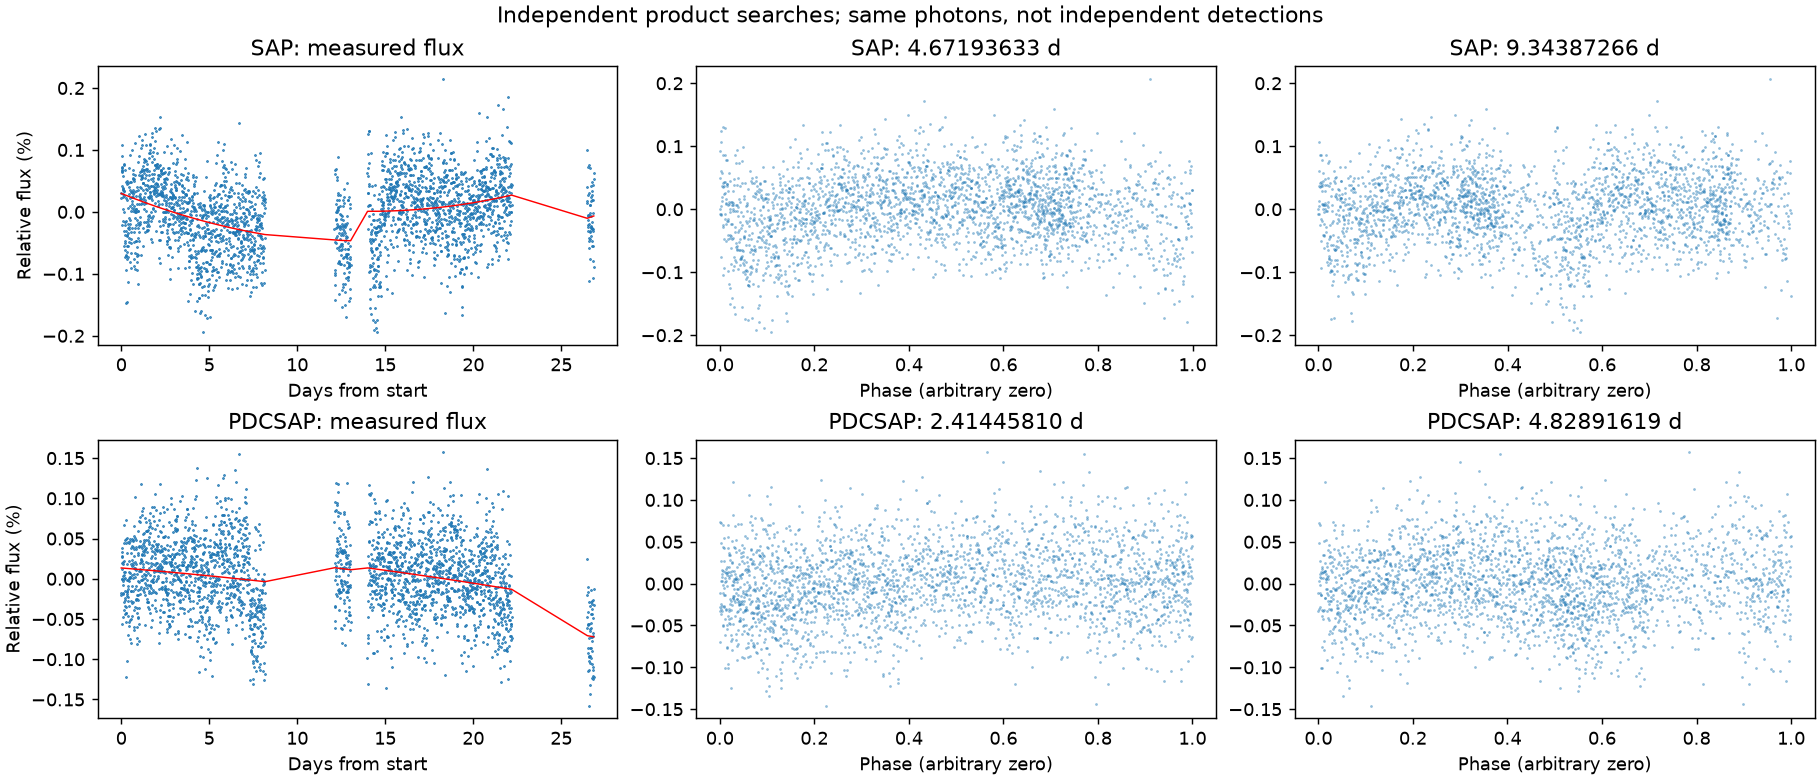 Independent product searches; same photons, not independent detections
SAP: measured flux
SAP: 4.67193633 d
SAP: 9.34387266 d
Relative flux (%)
0.2
0.1
0.0
−0.1
−0.2
0 5 10 15 20 25
Days from start
0.2
0.1
0.0
−0.1
−0.2
0.0 0.2 0.4 0.6 0.8 1.0
Phase (arbitrary zero)
0.2
0.1
0.0
−0.1
−0.2
0.0 0.2 0.4 0.6 0.8 1.0
Phase (arbitrary zero)
PDCSAP: measured flux
PDCSAP: 2.41445810 d
PDCSAP: 4.82891619 d
Relative flux (%)
0.15
0.10
0.05
0.00
−0.05
−0.10
−0.15
0 5 10 15 20 25
Days from start
0.15
0.10
0.05
0.00
−0.05
−0.10
−0.15
0.0 0.2 0.4 0.6 0.8 1.0
Phase (arbitrary zero)
0.15
0.10
0.05
0.00
−0.05
−0.10
−0.15
0.0 0.2 0.4 0.6 0.8 1.0
Phase (arbitrary zero)